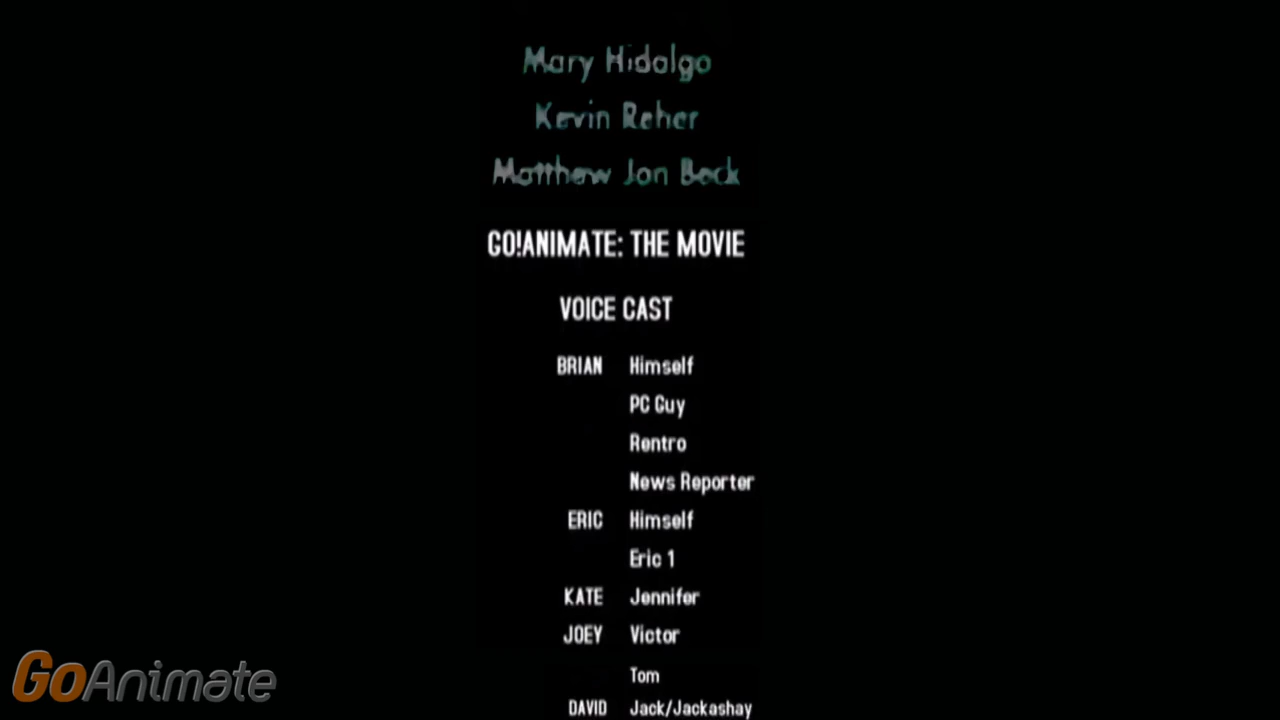 Mary Hidalgo
Kevin Reher
Matthew Jon Beck
GO!ANIMATE: THE MOVIE
VOICE CAST
BRIAN Himself
PC Guy
Rentro
News Reporter
ERIC Himself
Eric 1
KATE Jennifer
JOEY Victor
Tom
DAVID Jack/Jackashay
GoAnimate